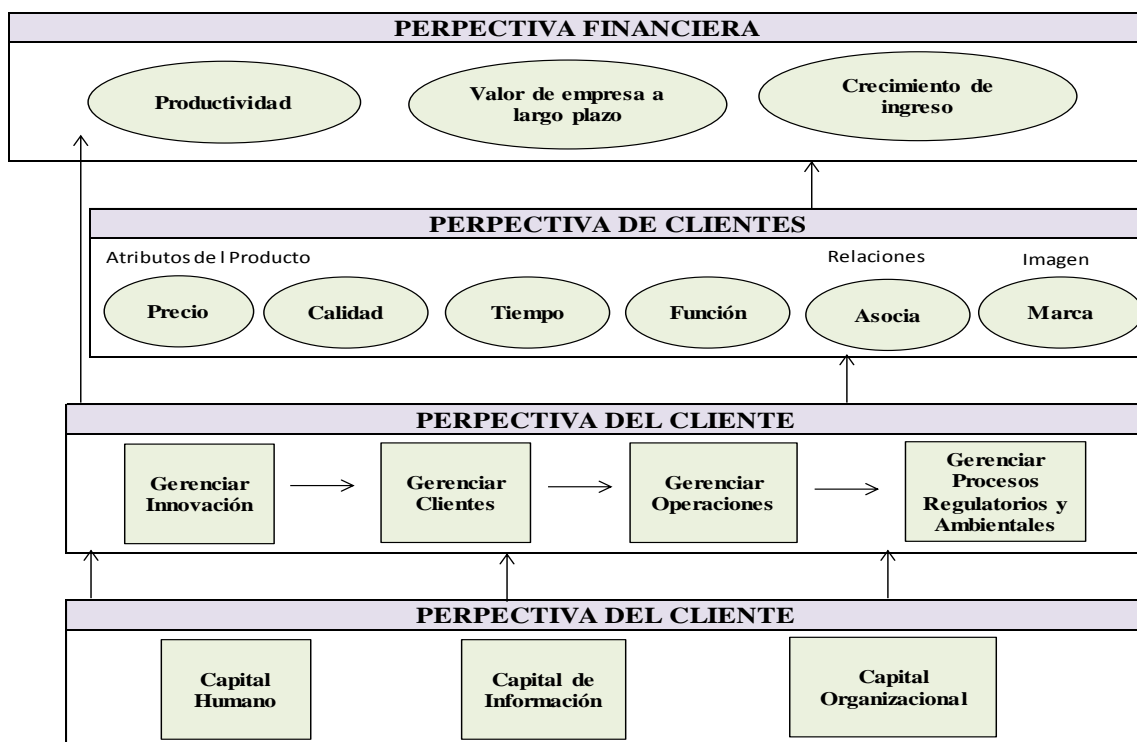 PERPECTIVA FINANCIERA
Productividad
Valor de empresa a
largo plazo
Crecimiento de
ingreso
PERPECTIVA DE CLIENTES
Atributos de l Producto
Relaciones
Imagen
Precio
Calidad
Tiempo
Función
Asocia
Marca
PERPECTIVA DEL CLIENTE
Gerenciar
Innovación
Gerenciar
Clientes
Gerenciar
Operaciones
Gerenciar
Procesos
Regulatorios y
Ambientales
PERPECTIVA DEL CLIENTE
Capital
Humano
Capital de
Información
Capital
Organizacional